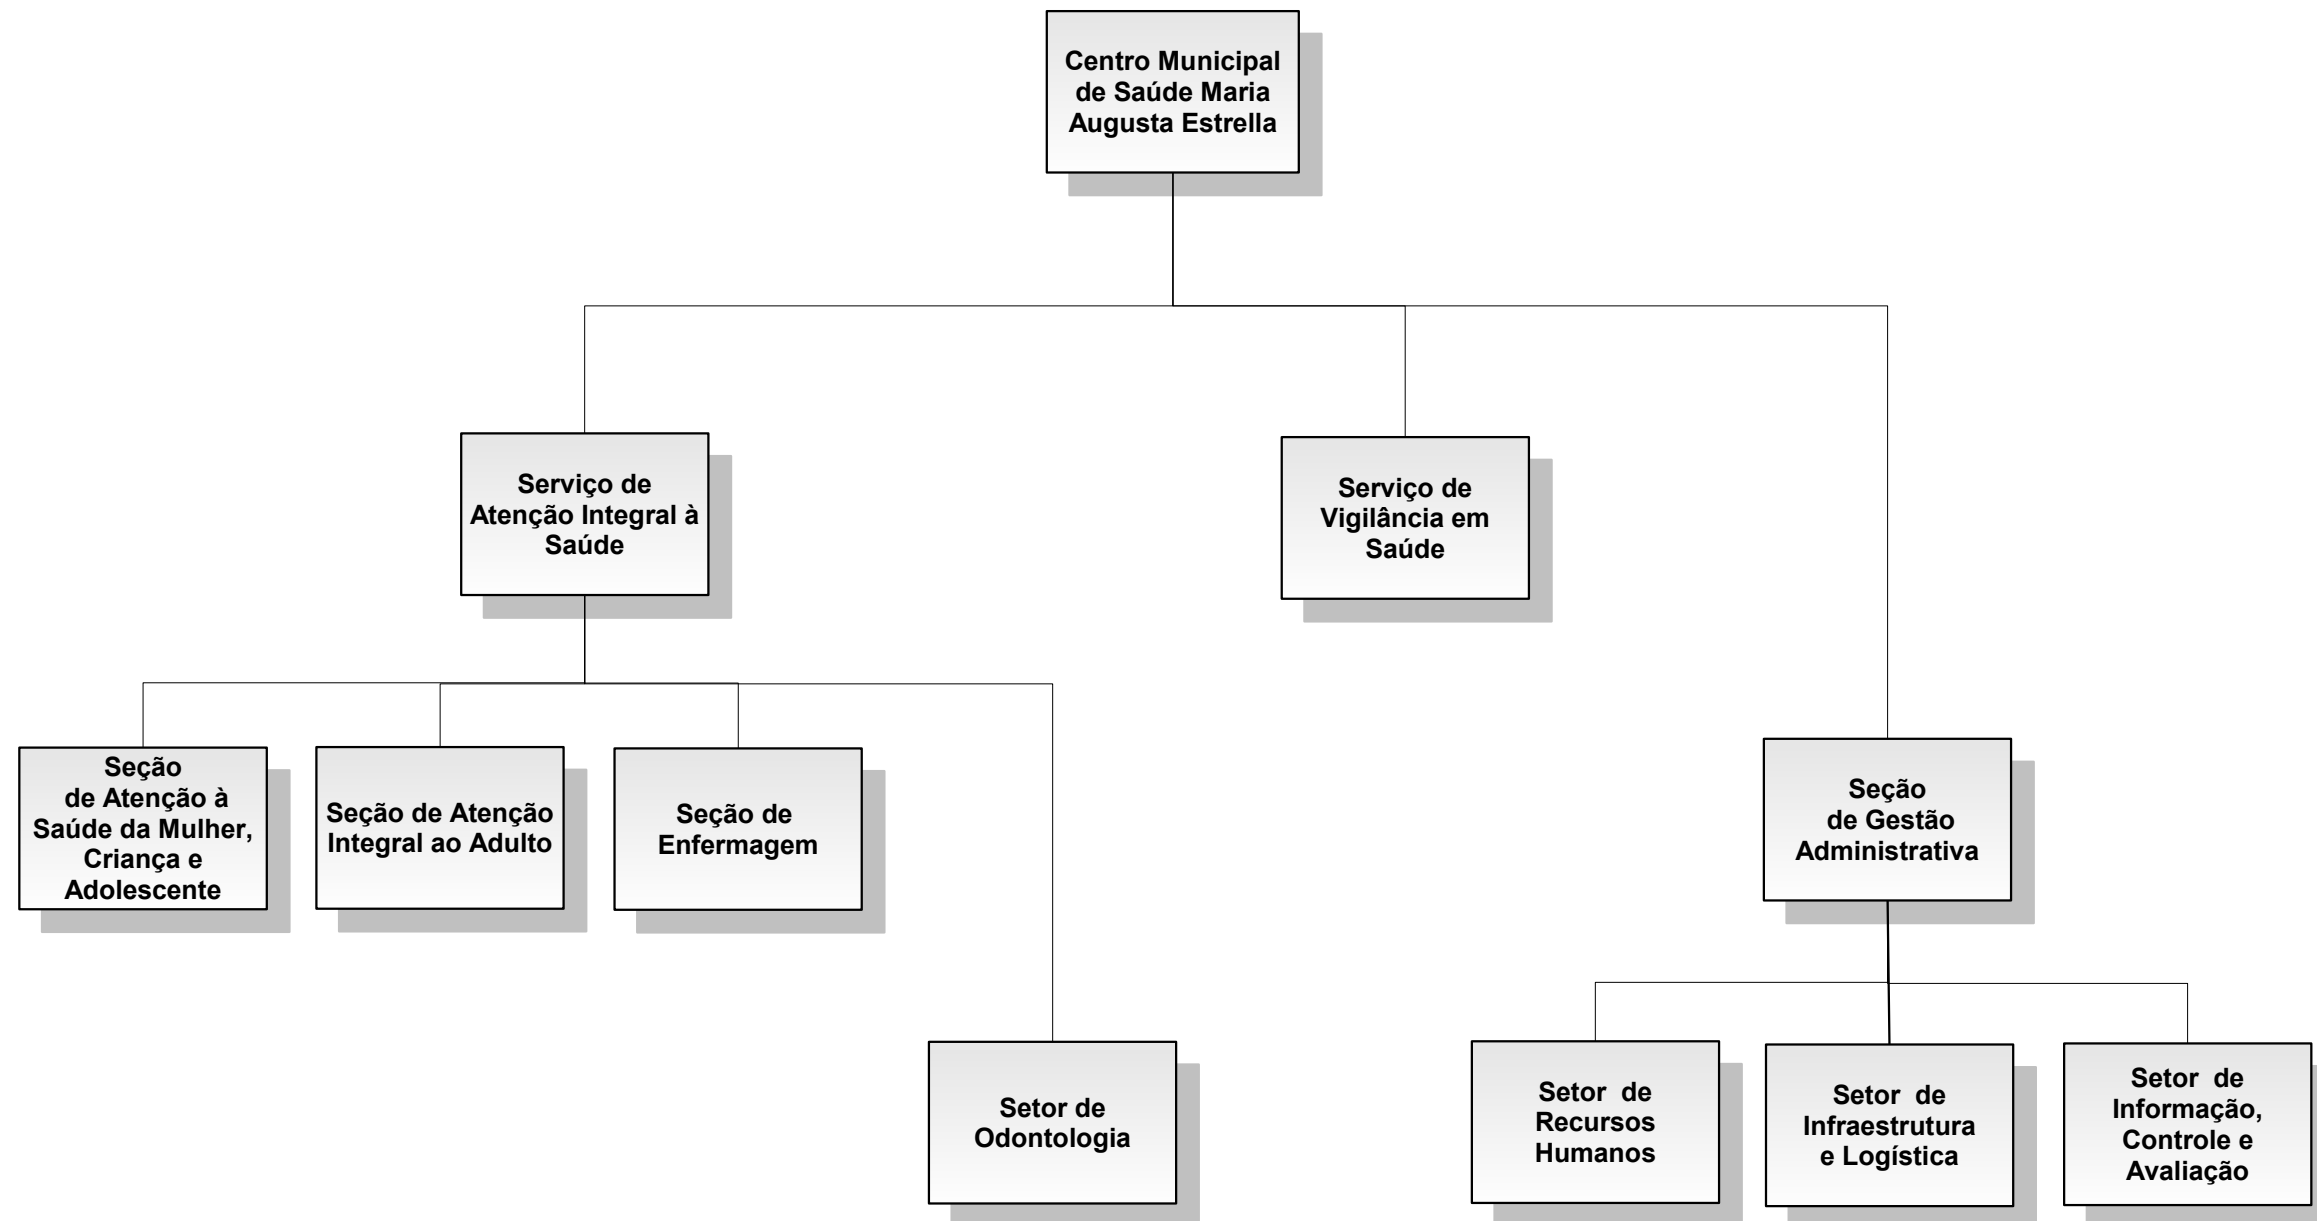 Centro Municipal
de Saúde Maria
Augusta Estrella
Serviço de
Atenção Integral à
Saúde
Serviço de
Vigilância em
Saúde
Seção
de Atenção à
Saúde da Mulher,
Criança e
Adolescente
Seção de Atenção
Integral ao Adulto
Seção de
Enfermagem
Seção
de Gestão
Administrativa
Setor de
Odontologia
Setor  de
Recursos
Humanos
Setor  de
Infraestrutura
e Logística
Setor  de
Informação,
Controle e
Avaliação